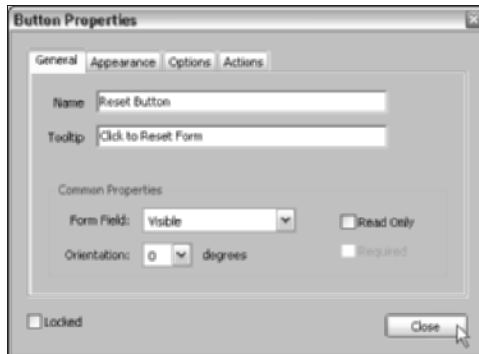 Button Properties
General Appearance Options Actions
Name Reset Button
Tooltip Click to Reset Form
Common Properties
Form Field: Visible Read Only
Orientation: 0 degrees Required
Locked Close